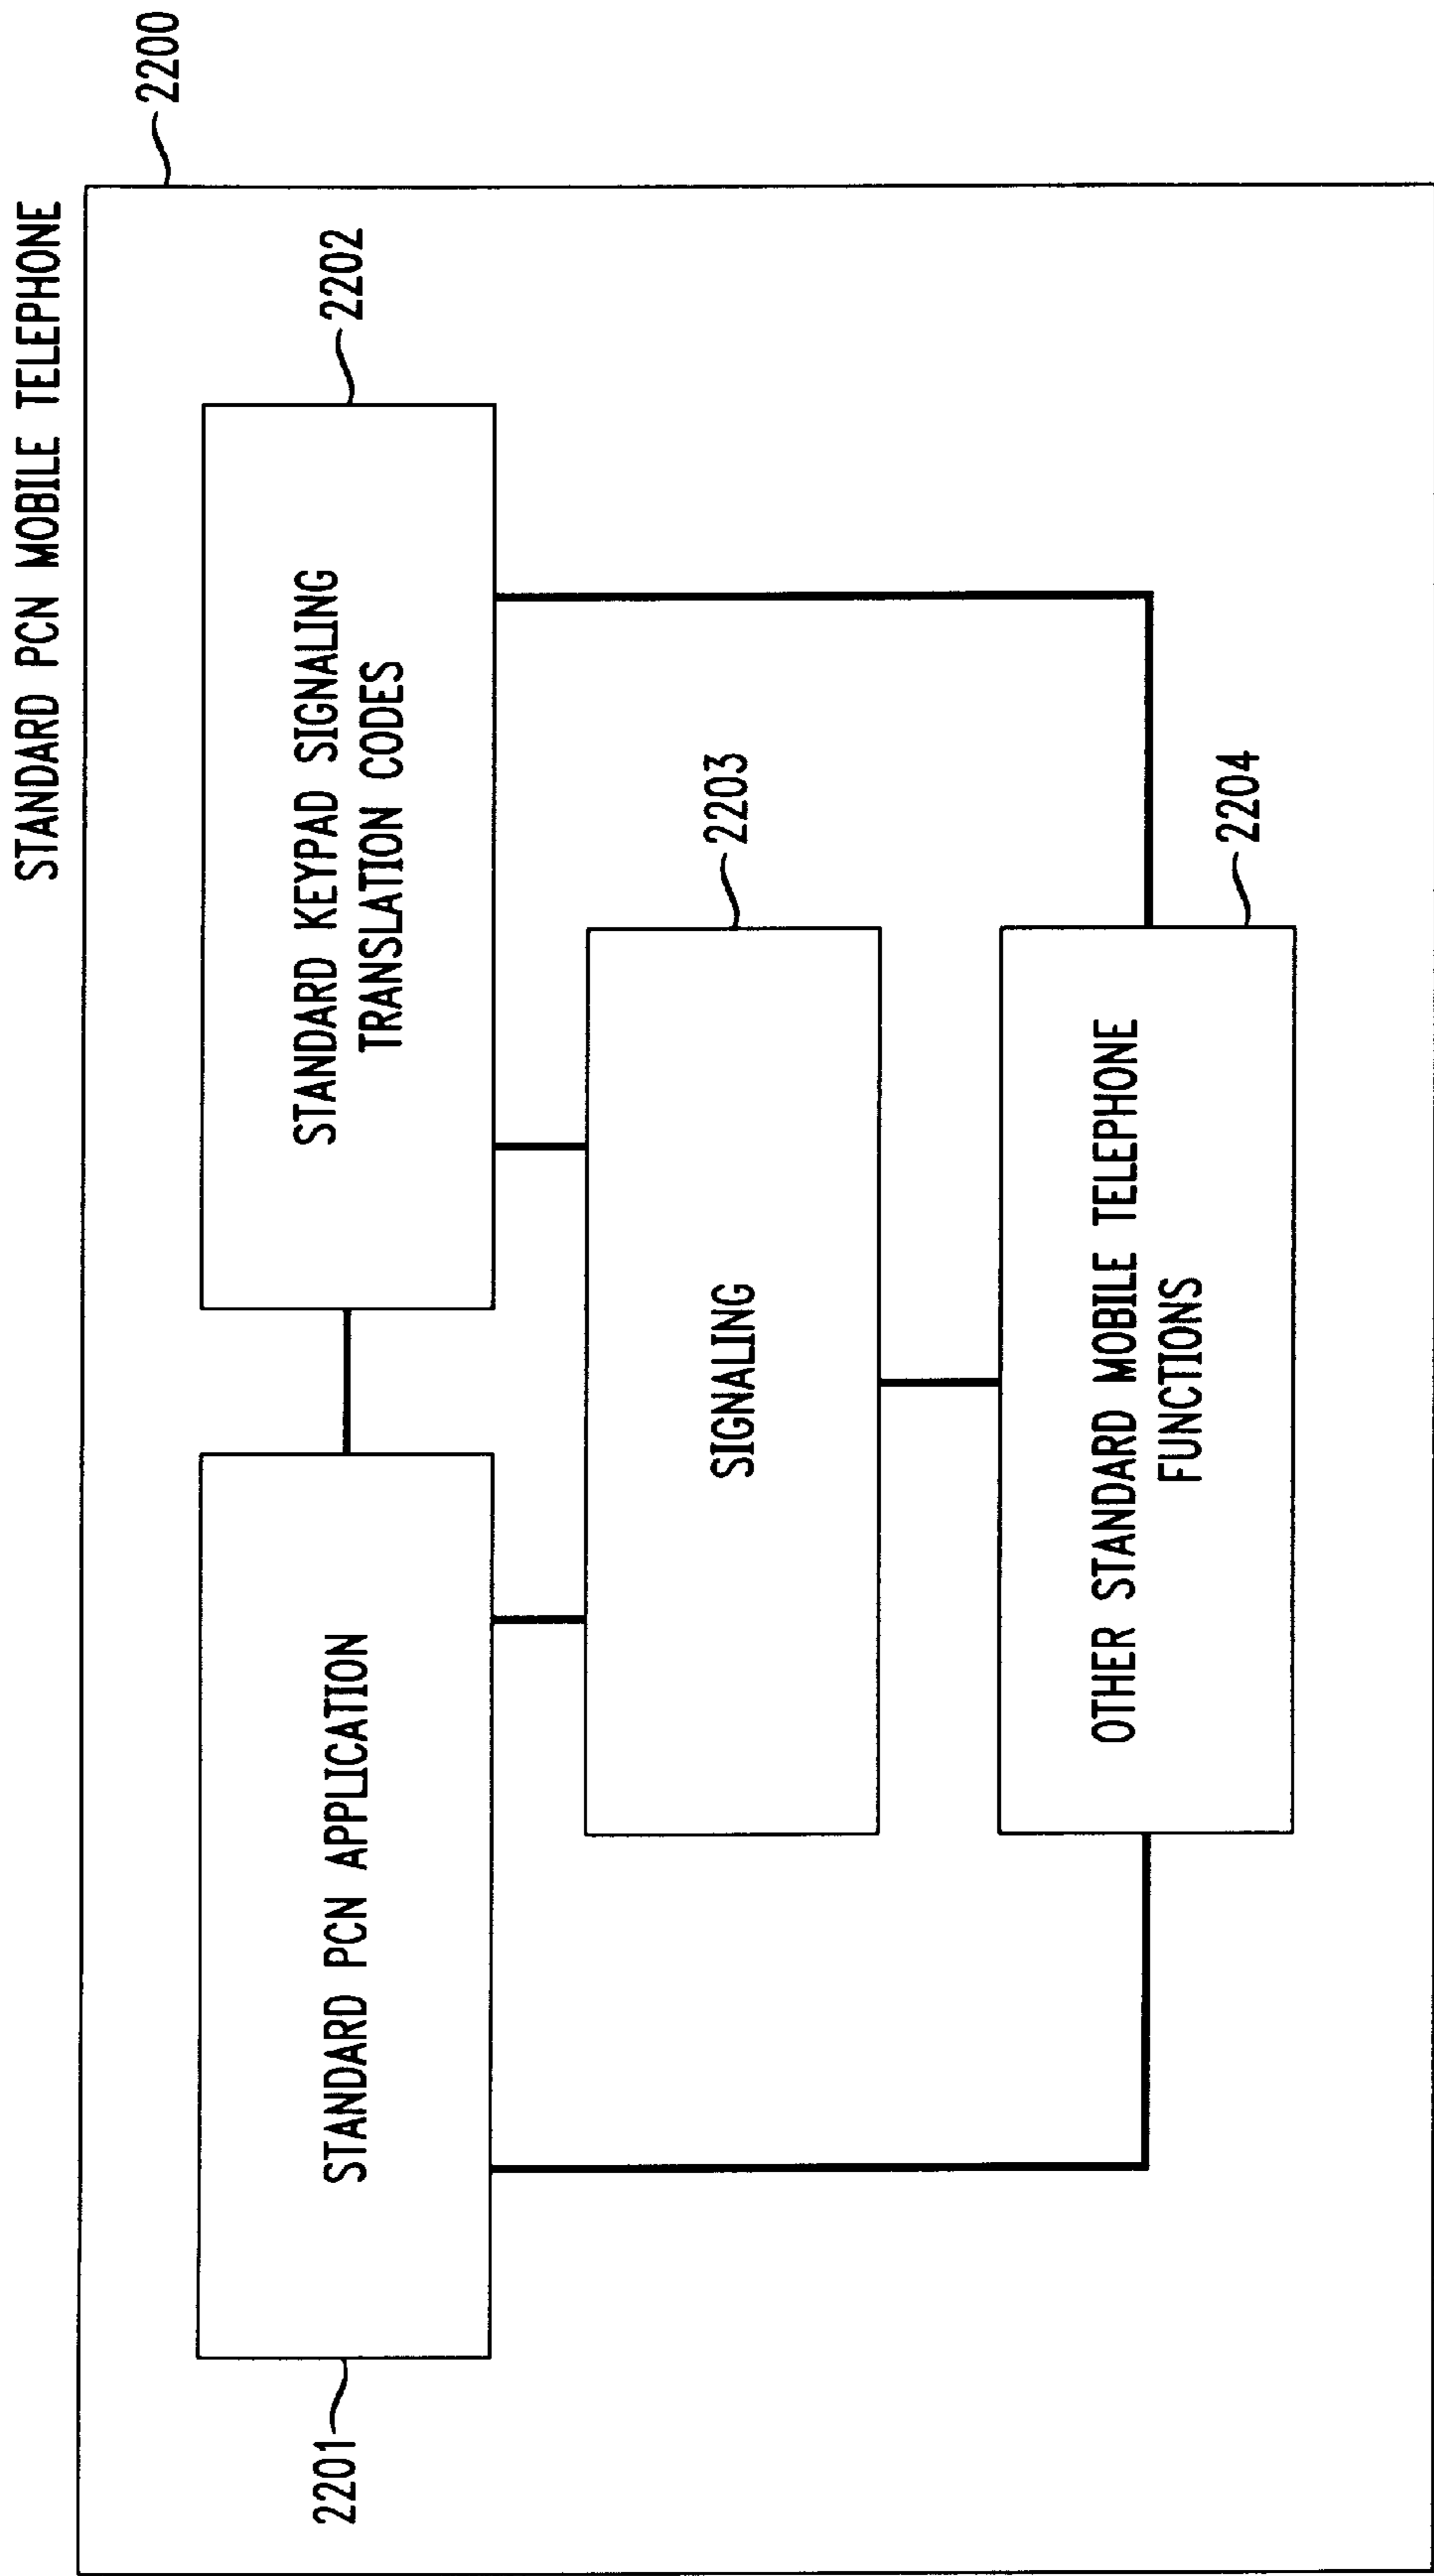 STANDARD PCN MOBILE TELEPHONE
2200
2201
STANDARD PCN APPLICATION
STANDARD KEYPAD SIGNALING
TRANSLATION CODES
2202
SIGNALING
2203
OTHER STANDARD MOBILE TELEPHONE
FUNCTIONS
2204